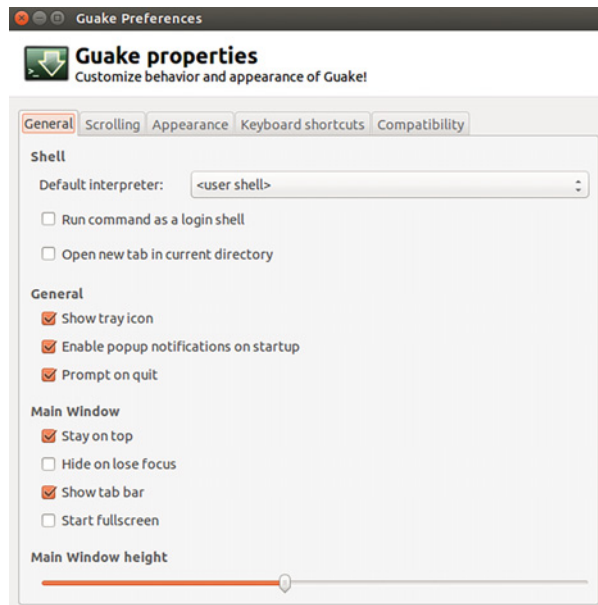 Guake Preferences
Guake properties
Customize behavior and appearance of Guake!
General Scrolling Appearance Keyboard shortcuts Compatibility
Shell
Default interpreter: <user shell>
Run command as a login shell
Open new tab in current directory
General
Show tray icon
Enable popup notifications on startup
Prompt on quit
Main Window
Stay on top
Hide on lose focus
Show tab bar
Start fullscreen
Main Window height